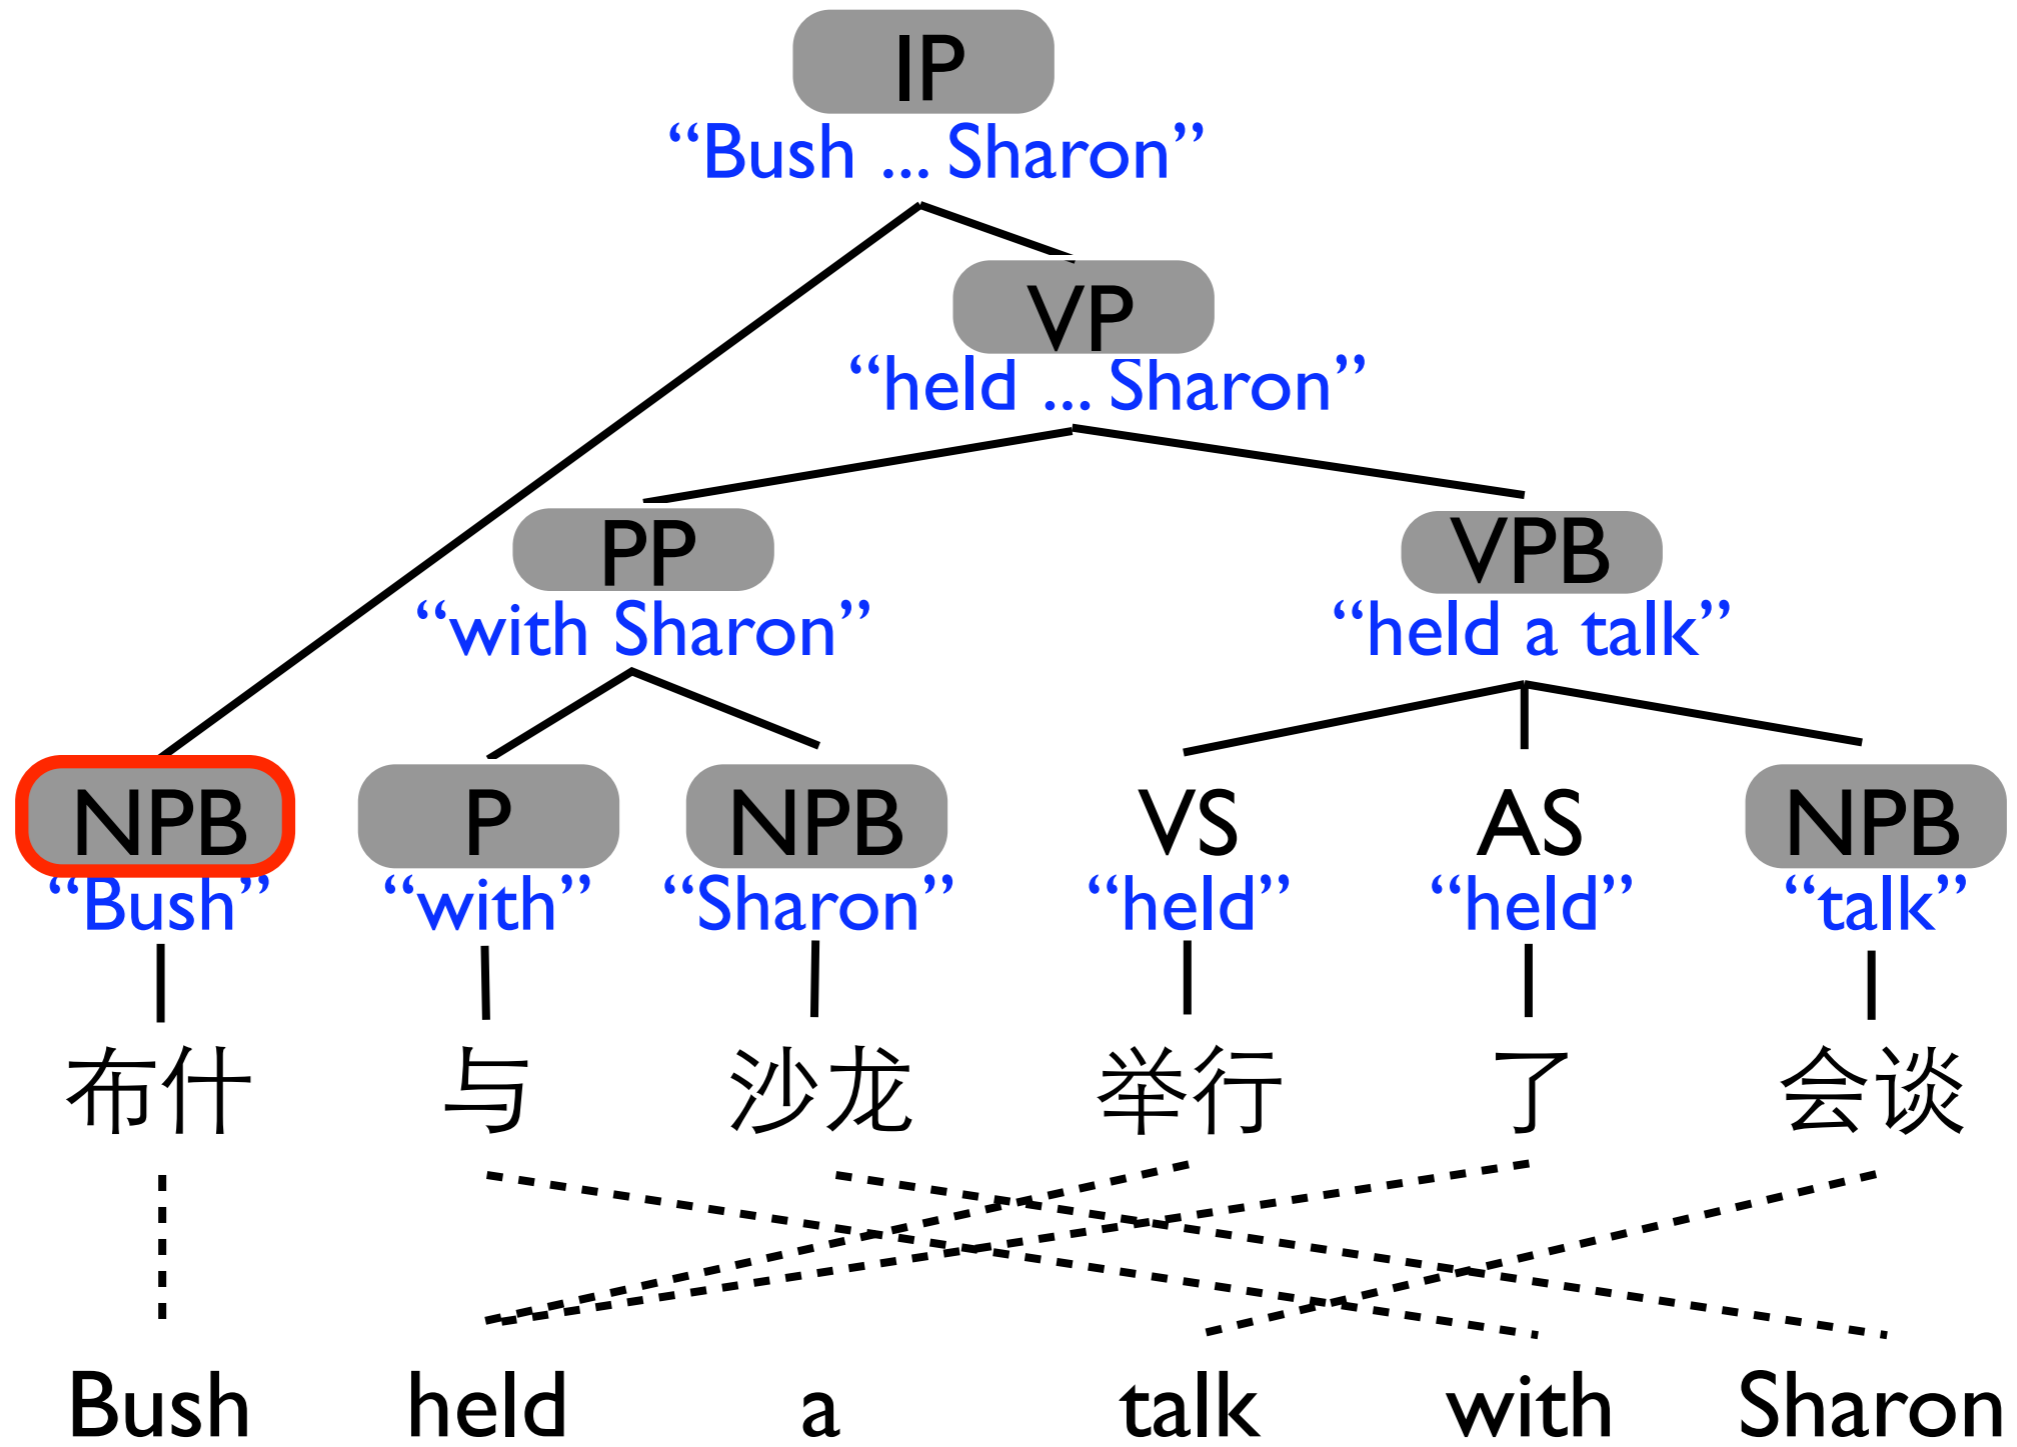 IP
“Bush ... Sharon”
VP
“held ... Sharon”
PP VPB
“with Sharon” “held a talk”
NPB P NPB VS AS NPB
“Bush” “with” “Sharon” “held” “held” “talk”
布什 与 沙龙 举行 了 会谈
Bush held a talk with Sharon